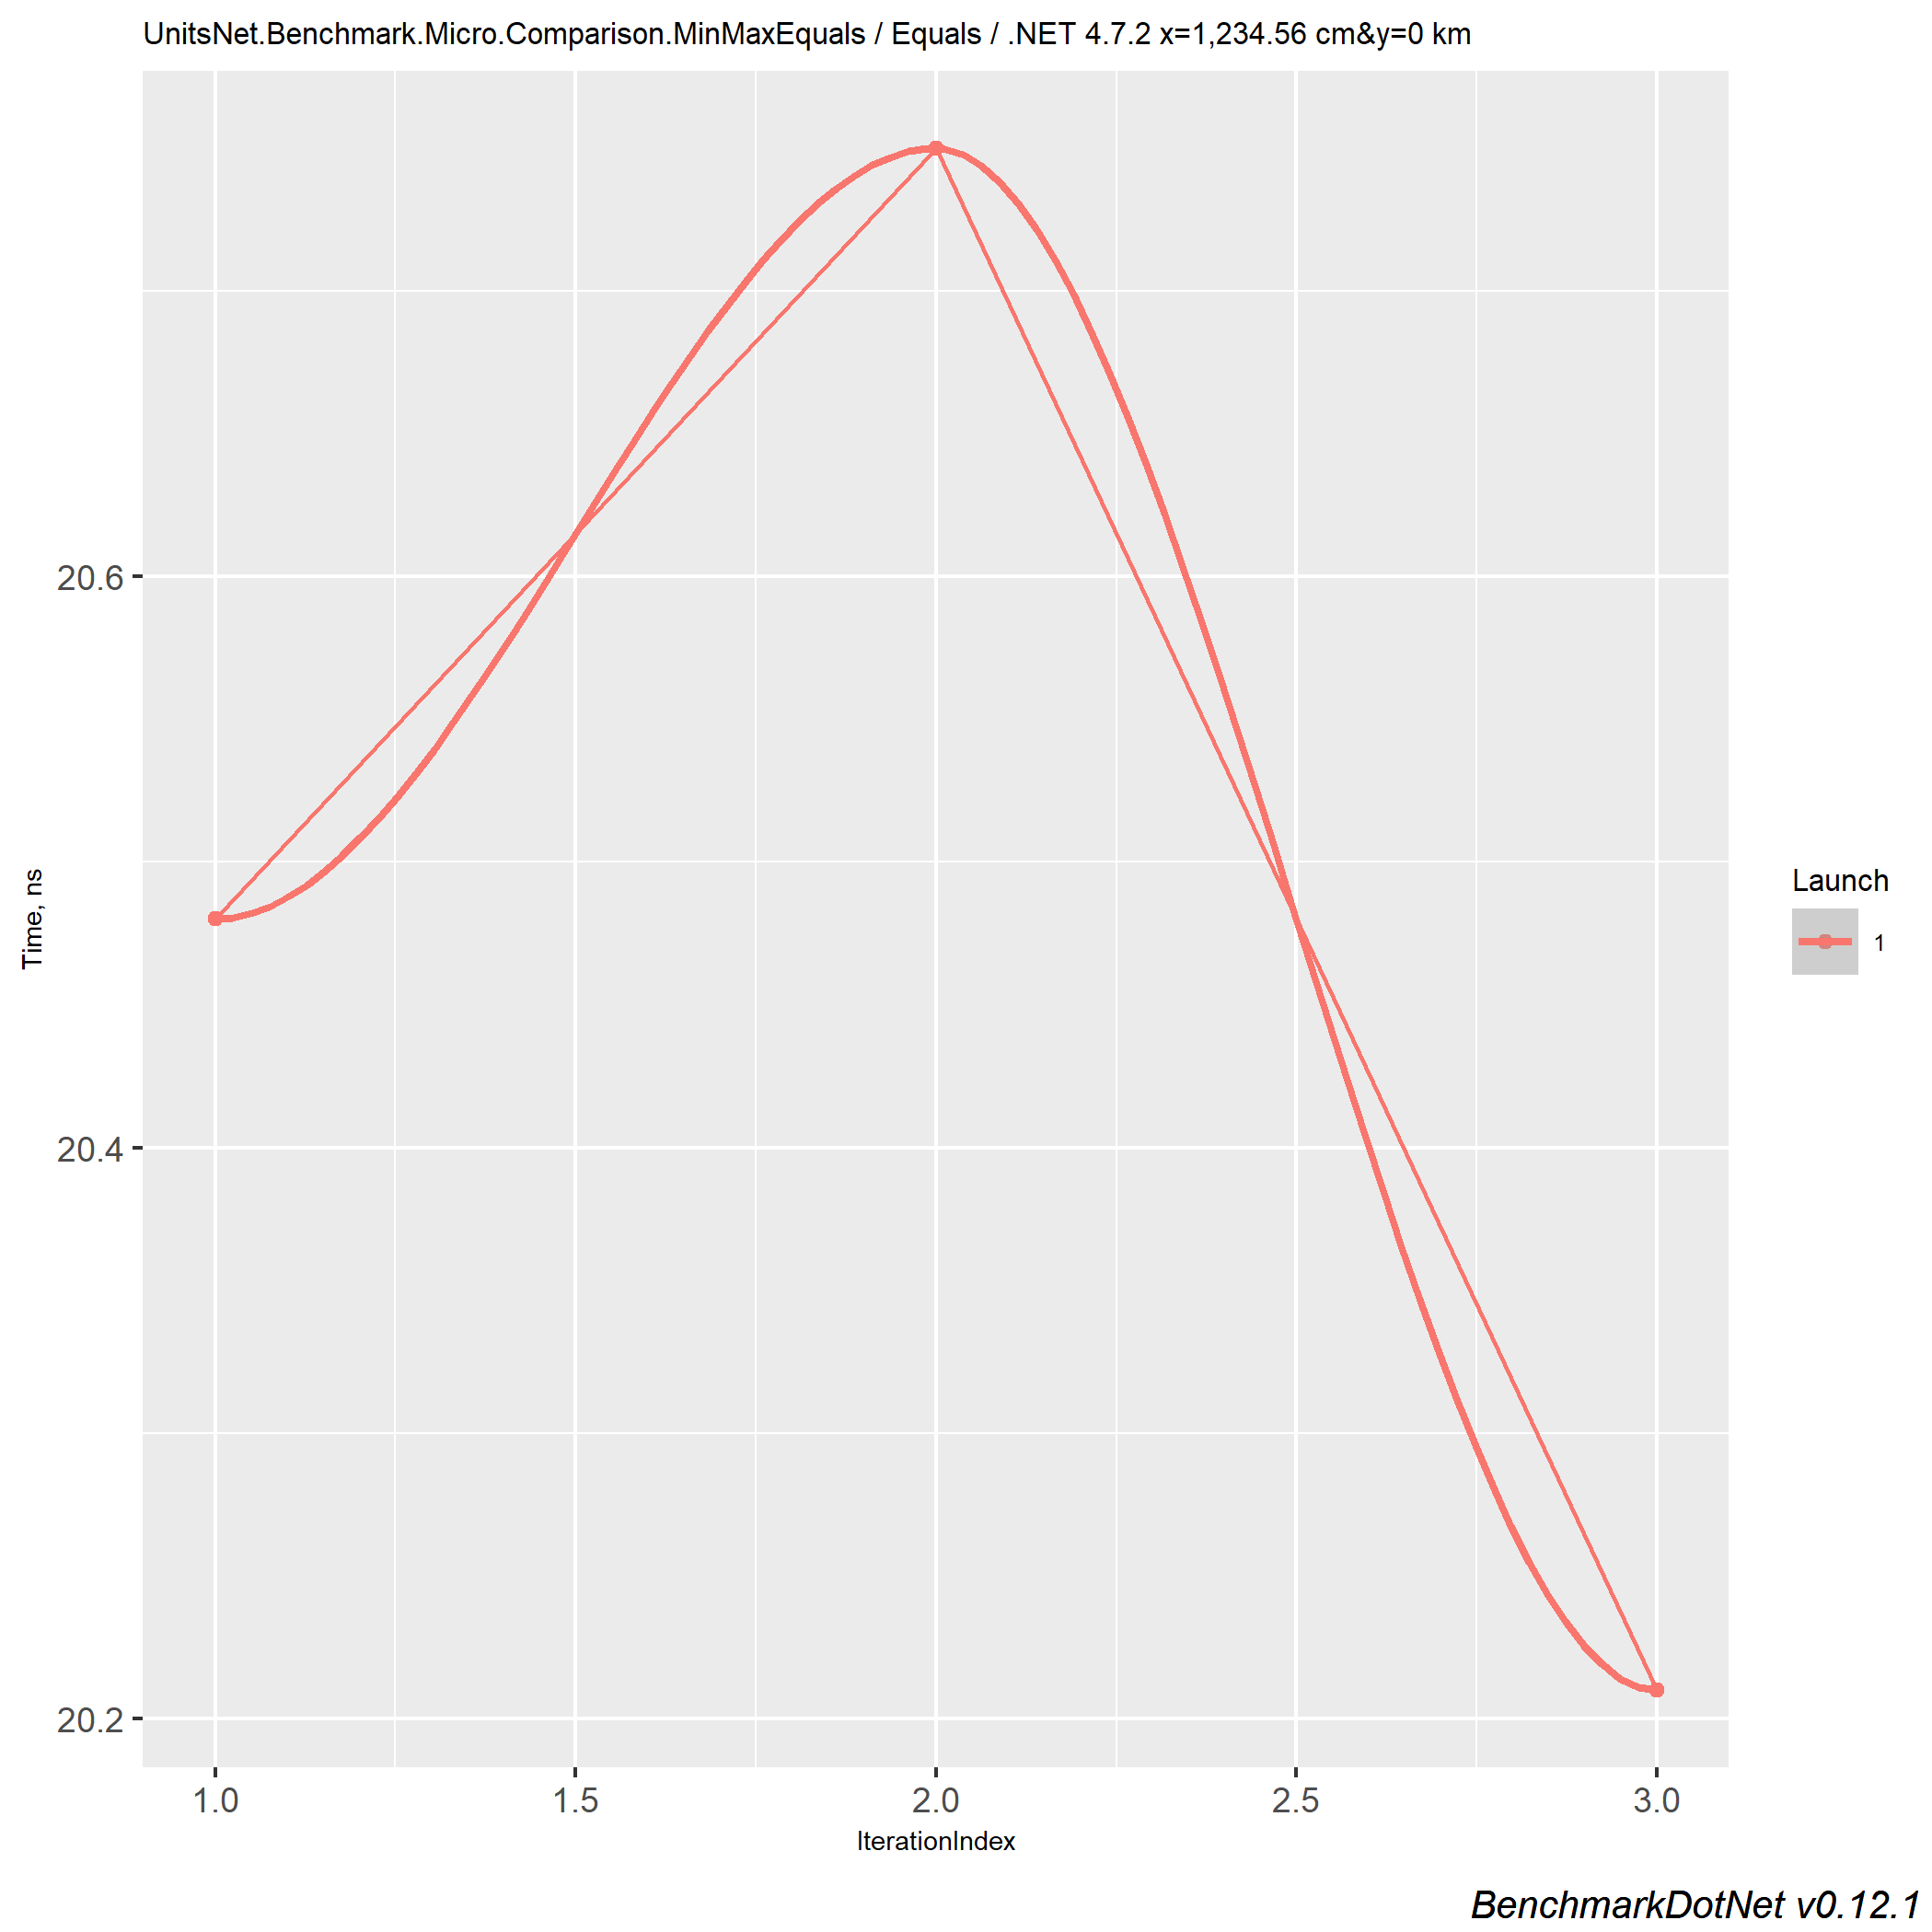 UnitsNet.Benchmark.Micro.Comparison.MinMaxEquals / Equals / .NET 4.7.2 x=1,234.56 cm&y=0 km
Time, ns
20.6
20.4
20.2
1.0 1.5 2.0 2.5 3.0
IterationIndex
Launch
1
BenchmarkDotNet v0.12.1